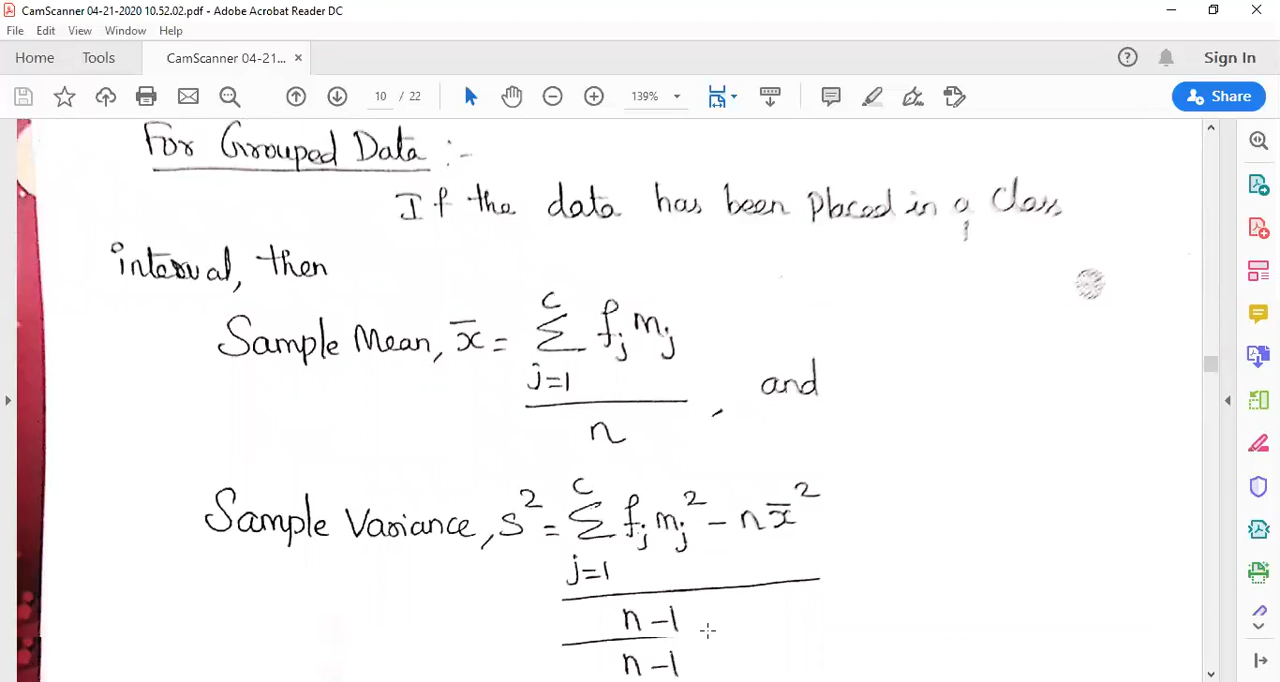 CamScanner 04-21-2020 10.52.02.pdf - Adobe Acrobat Reader DC
File Edit View Window Help
Home Tools CamScanner 04-21... × Sign In
10 / 22 139% Share
For Grouped Data :-
If the data has been placed in a class
interval, then
Sample Mean, x̄ = Σ_{j=1}^{c} f_j m_j / n , and
Sample Variance, s² = Σ_{j=1}^{c} f_j m_j² - n x̄²
n-1
n-1